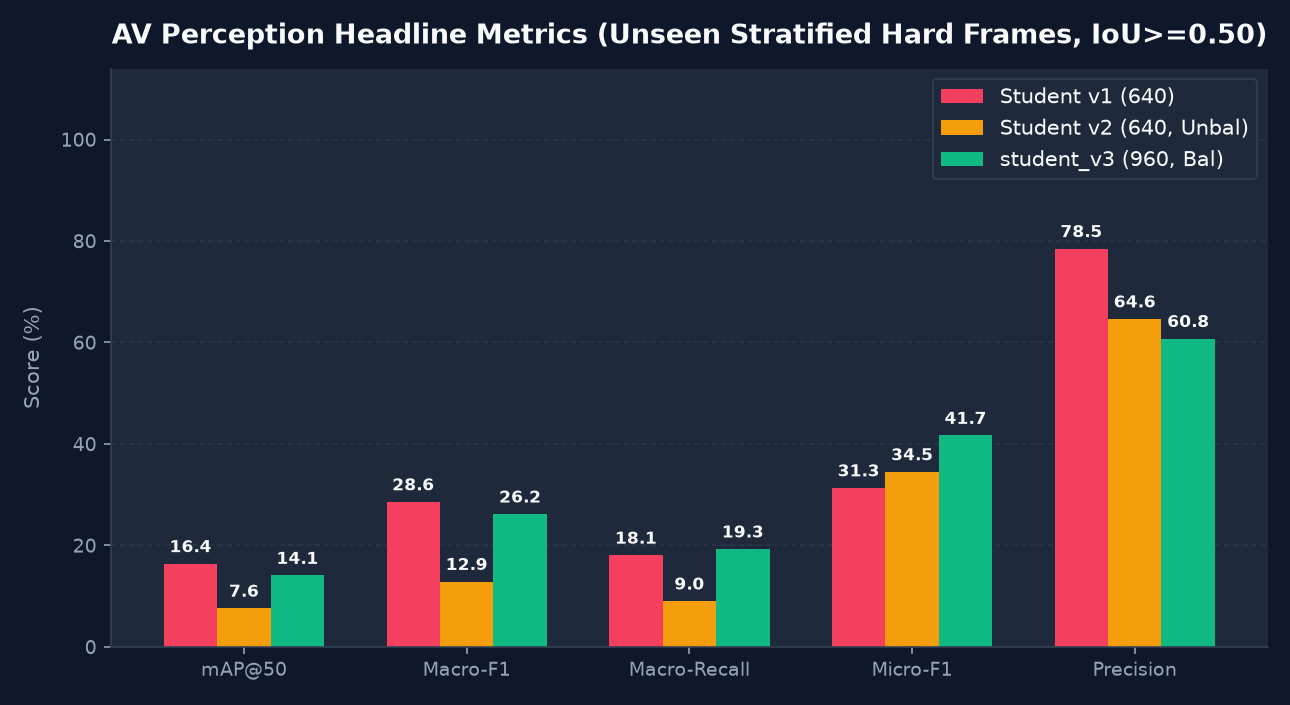 AV Perception Headline Metrics (Unseen Stratified Hard Frames, IoU>=0.50)
Student v1 (640)
Student v2 (640, Unbal)
student_v3 (960, Bal)
Score (%)
100
80
60
40
20
0
16.4
7.6
14.1
28.6
12.9
26.2
18.1
9.0
19.3
31.3
34.5
41.7
78.5
64.6
60.8
mAP@50
Macro-F1
Macro-Recall
Micro-F1
Precision